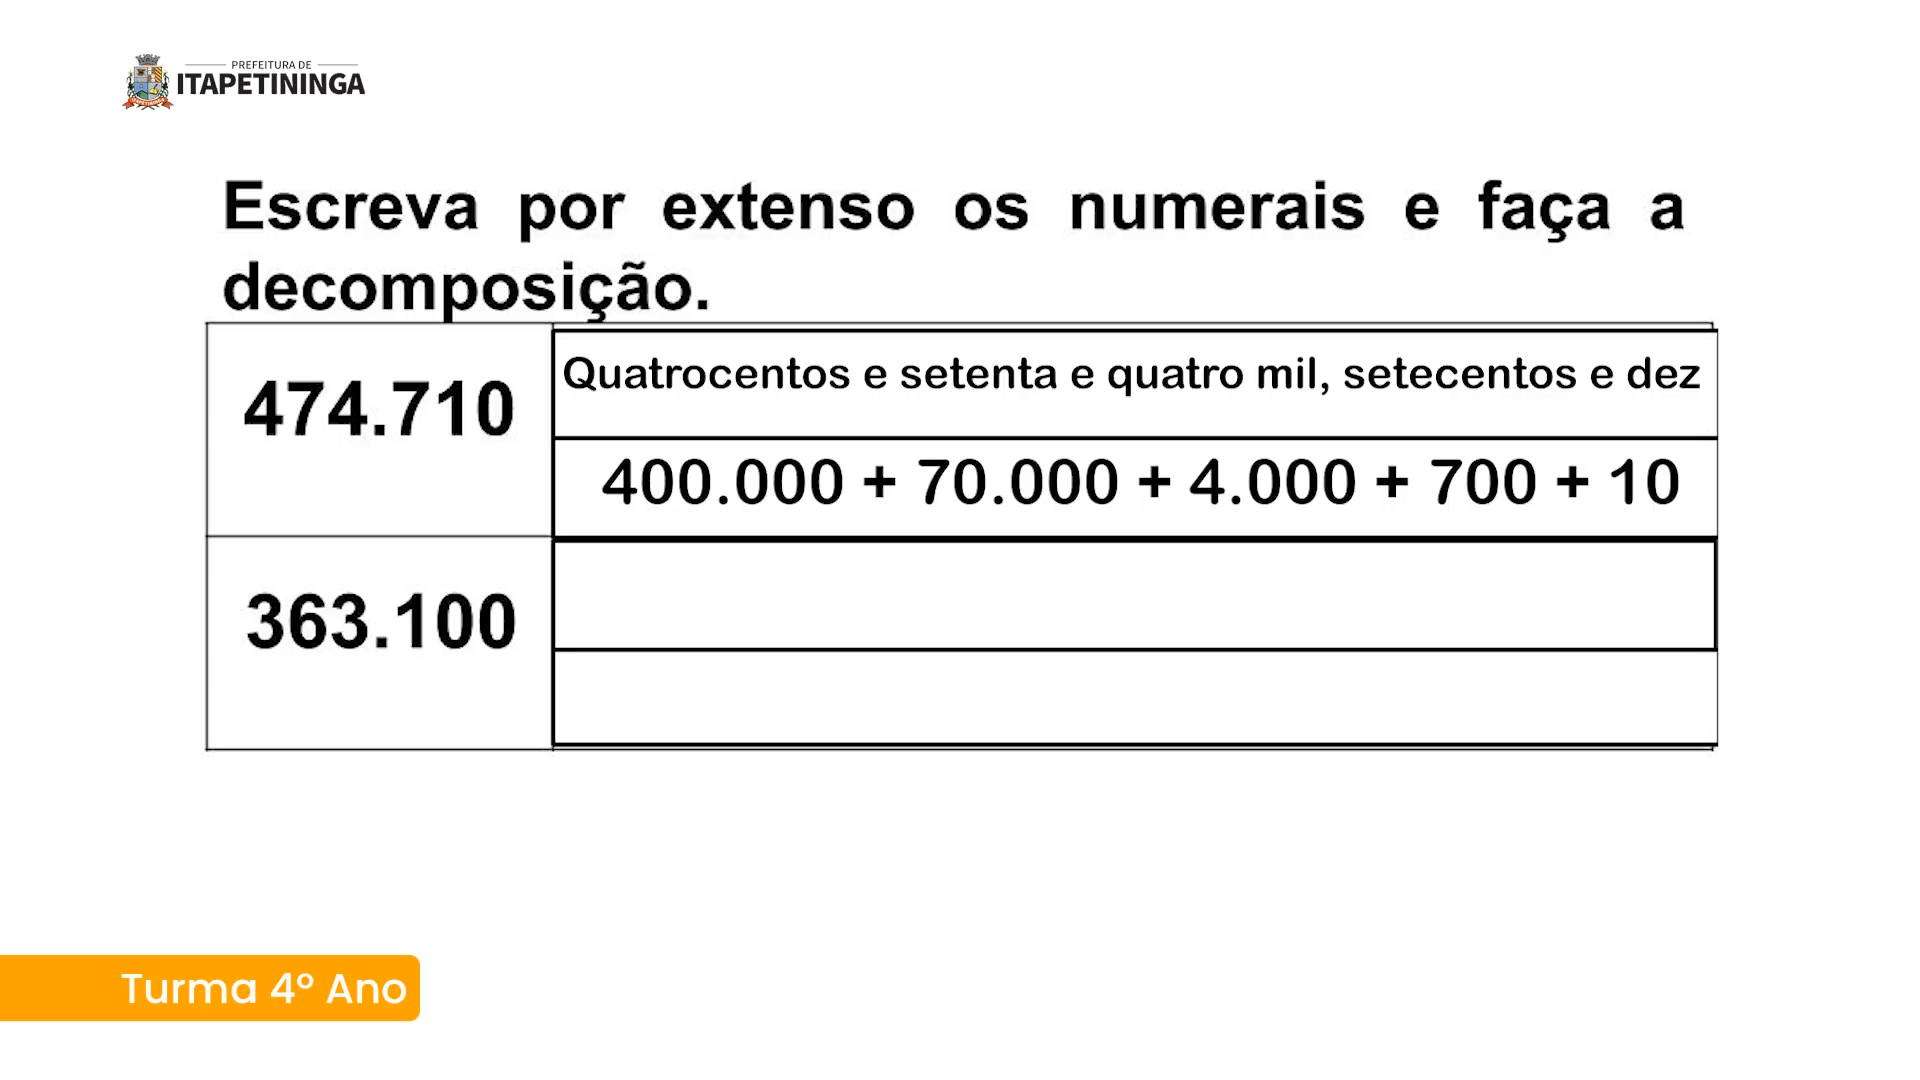 PREFEITURA DE
ITAPETININGA
Escreva por extenso os numerais e faça a
decomposição.
474.710
Quatrocentos e setenta e quatro mil, setecentos e dez
400.000 + 70.000 + 4.000 + 700 + 10
363.100
Turma 4º Ano